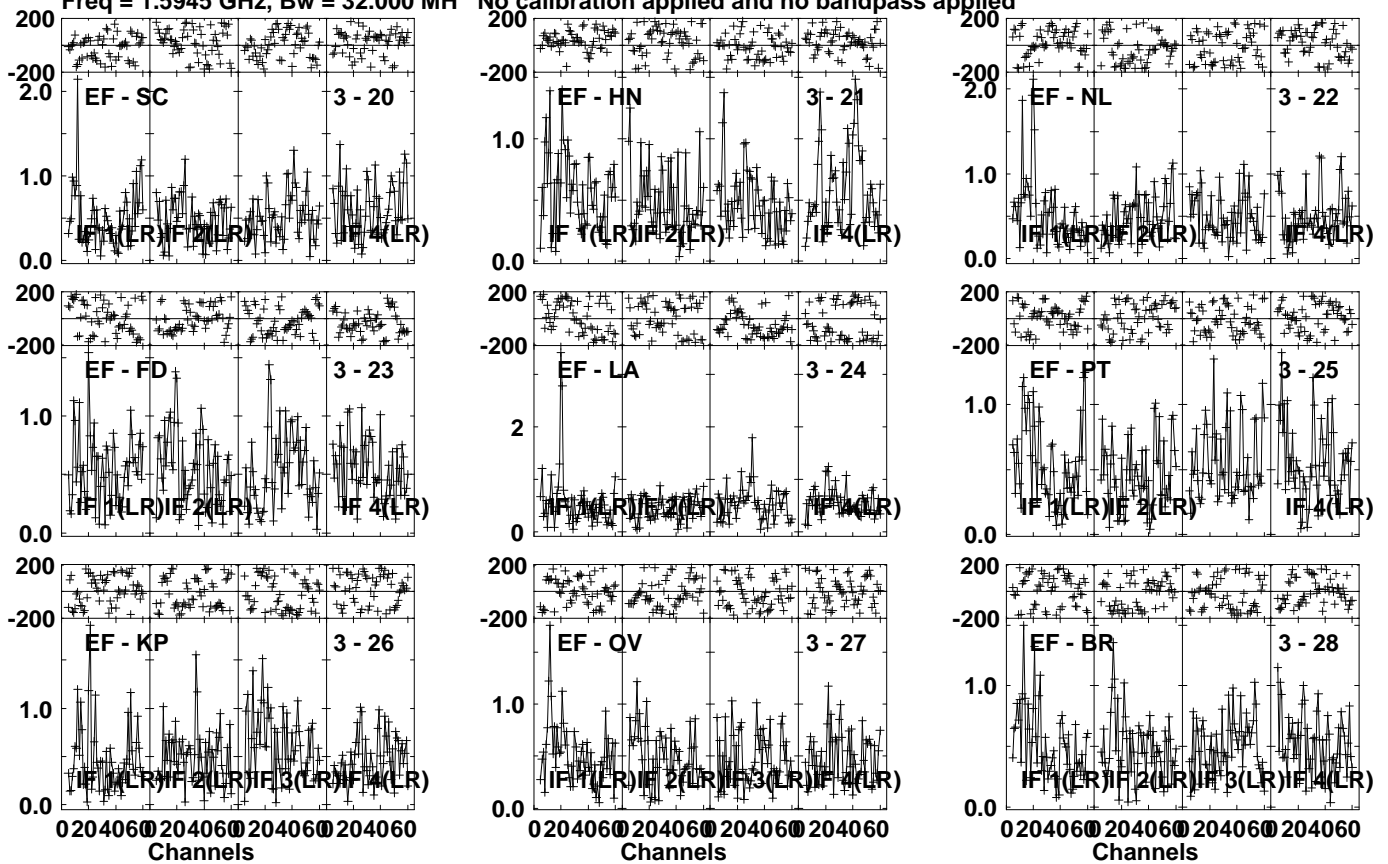 Freq = 1.5945 GHz, Bw = 32.000 MH No calibration applied and no bandpass applied
200
-200
2.0
1.0
0.0
EF - SC
3 - 20
IF 1(LR)
IF 2(LR)
IF 4(LR)
200
-200
1.0
0.0
EF - HN
3 - 21
IF 1(LR)
IF 2(LR)
IF 4(LR)
200
-200
2.0
1.0
0.0
EF - NL
3 - 22
IF 1(LR)
IF 2(LR)
IF 4(LR)
200
-200
1.0
0.0
EF - FD
3 - 23
IF 1(LR)
IF 2(LR)
IF 4(LR)
200
-200
2
0
EF - LA
3 - 24
IF 1(LR)
IF 2(LR)
IF 4(LR)
200
-200
1.0
0.0
EF - PT
3 - 25
IF 1(LR)
IF 2(LR)
IF 4(LR)
200
-200
1.0
0.0
EF - KP
3 - 26
IF 1(LR)
IF 2(LR)
IF 3(LR)
IF 4(LR)
0 20 40 60 0 20 40 60 0 20 40 60 0 20 40 60
Channels
200
-200
1.0
0.0
EF - OV
3 - 27
IF 1(LR)
IF 2(LR)
IF 3(LR)
IF 4(LR)
0 20 40 60 0 20 40 60 0 20 40 60 0 20 40 60
Channels
200
-200
1.0
0.0
EF - BR
3 - 28
IF 1(LR)
IF 2(LR)
IF 3(LR)
IF 4(LR)
0 20 40 60 0 20 40 60 0 20 40 60 0 20 40 60
Channels